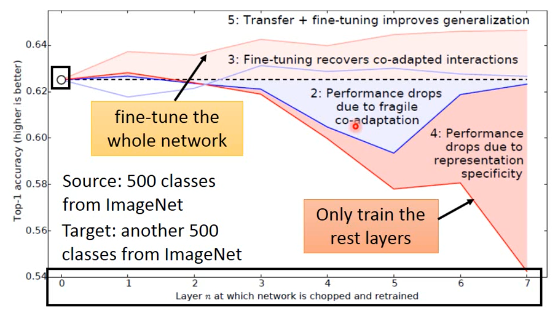 5: Transfer + fine-tuning improves generalization
3: Fine-tuning recovers co-adapted interactions
2: Performance drops
due to fragile
co-adaptation
4: Performance
drops due to
representation
specificity
fine-tune the
whole network
Source: 500 classes
from ImageNet
Target: another 500
classes from ImageNet
Only train the
rest layers
Top-1 accuracy (higher is better)
0.64
0.62
0.60
0.58
0.56
0.54
0 1 2 3 4 5 6 7
Layer n at which network is chopped and retrained